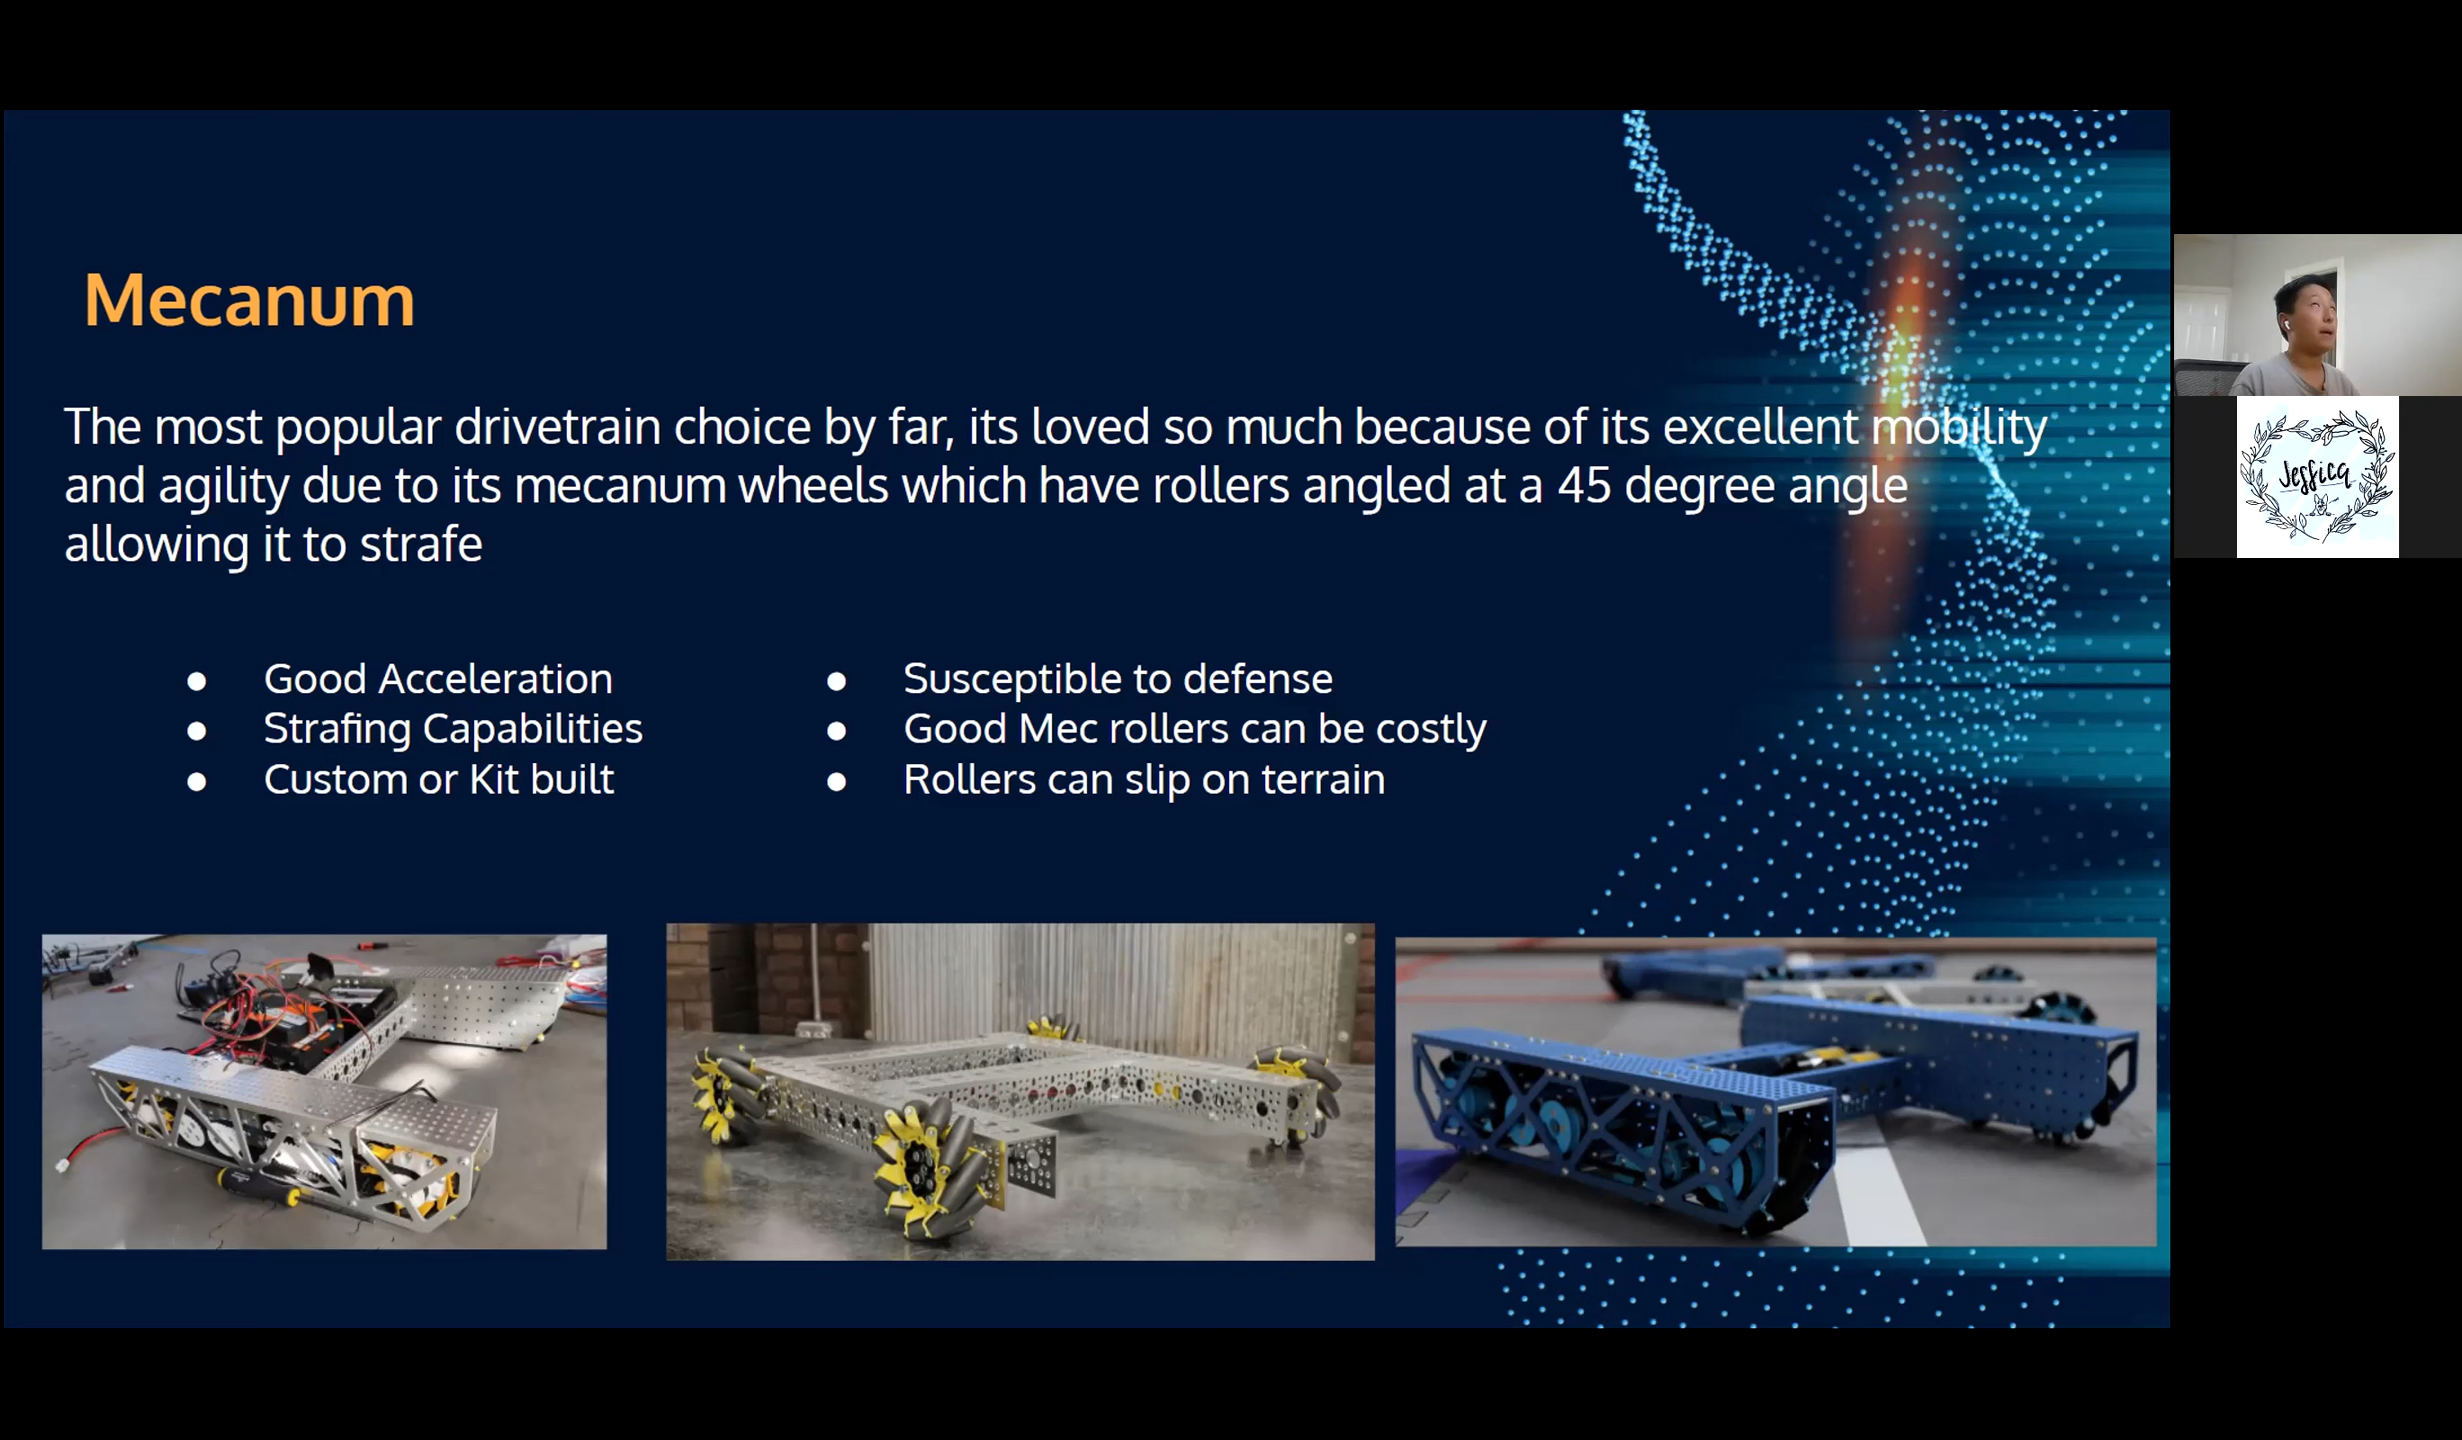 Mecanum
The most popular drivetrain choice by far, its loved so much because of its excellent mobility
and agility due to its mecanum wheels which have rollers angled at a 45 degree angle
allowing it to strafe
● Good Acceleration
● Strafing Capabilities
● Custom or Kit built
● Susceptible to defense
● Good Mec rollers can be costly
● Rollers can slip on terrain
Jessica